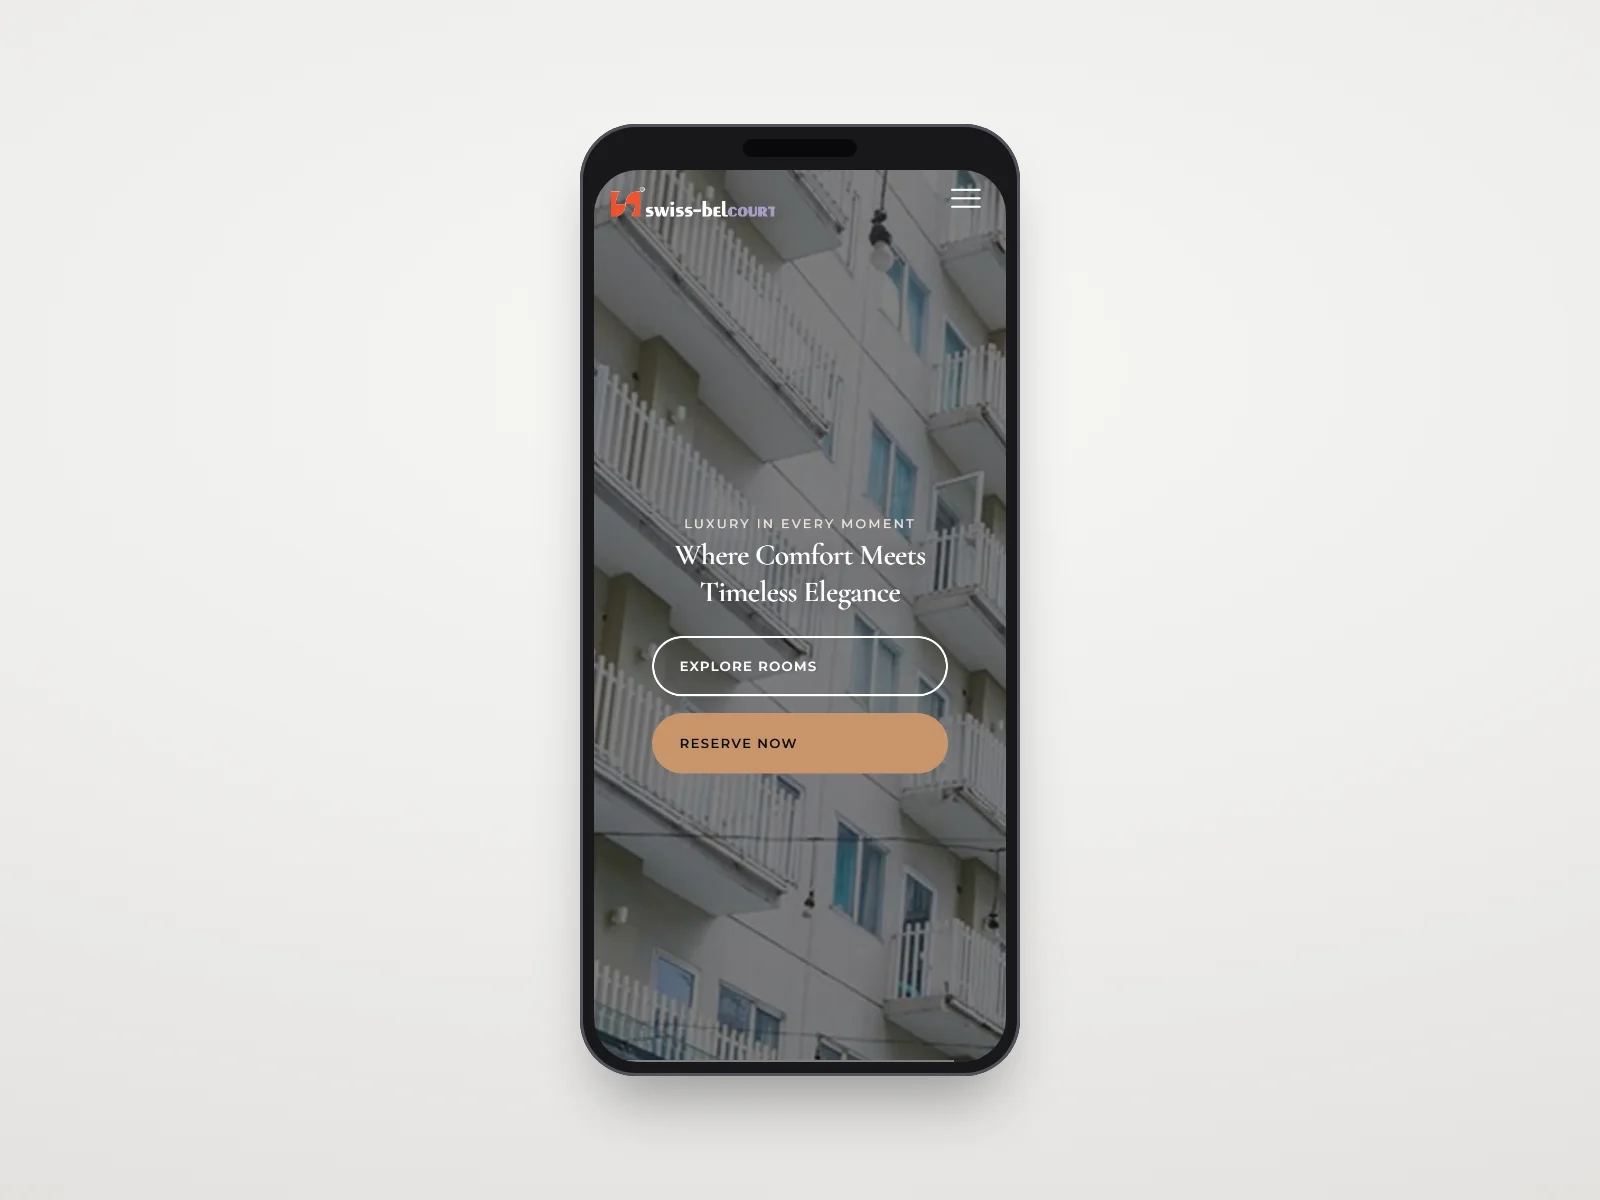 swiss-belCOURT
LUXURY IN EVERY MOMENT
Where Comfort Meets
Timeless Elegance
EXPLORE ROOMS
RESERVE NOW